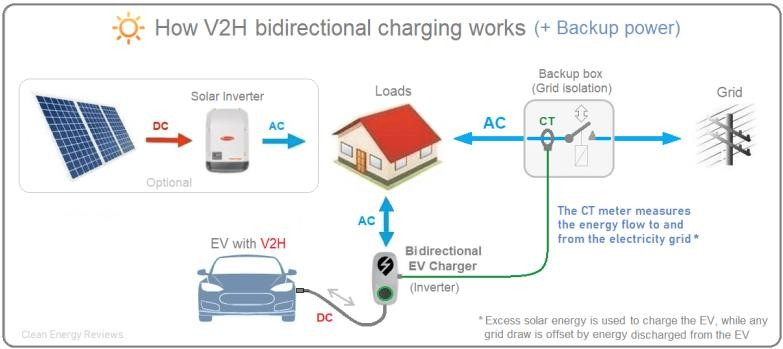 How V2H bidirectional charging works (+ Backup power)
Solar Inverter
DC
AC
Optional
Loads
AC
Backup box
(Grid isolation)
CT
Grid
The CT meter measures
the energy flow to and
from the electricity grid *
AC
EV with V2H
Bidirectional
EV Charger
(Inverter)
DC
Clean Energy Reviews
* Excess solar energy is used to charge the EV, while any
grid draw is offset by energy discharged from the EV